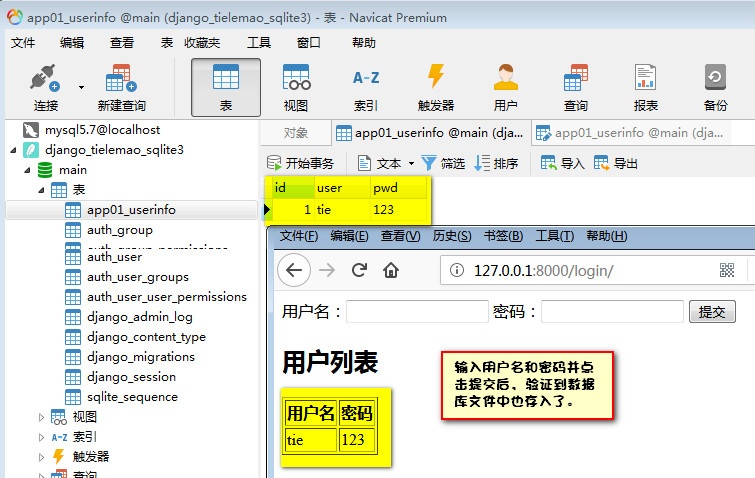 app01_userinfo @main (django_tielemao_sqlite3) - 表 - Navicat Premium
文件 编辑 查看 表 收藏夹 工具 窗口 帮助
连接 新建查询 表 视图 A-Z 索引 触发器 用户 查询 报表 备份
mysql5.7@localhost
django_tielemao_sqlite3
main
表
app01_userinfo
auth_group
auth_group_permissions
auth_user
auth_user_groups
auth_user_user_permissions
django_admin_log
django_content_type
django_migrations
django_session
sqlite_sequence
视图
A-Z 索引
触发器
查询
对象 app01_userinfo @main (dja... app01_userinfo @main (dja...
开始事务 文本 筛选 排序 导入 导出
id user pwd
1 tie 123
文件(F) 编辑(E) 查看(V) 历史(S) 书签(B) 工具(T) 帮助(H)
127.0.0.1:8000/login/
用户名： 密码： 提交
用户列表
用户名 密码
tie 123
输入用户名和密码并点
击提交后，验证到数据
库文件中也存入了。